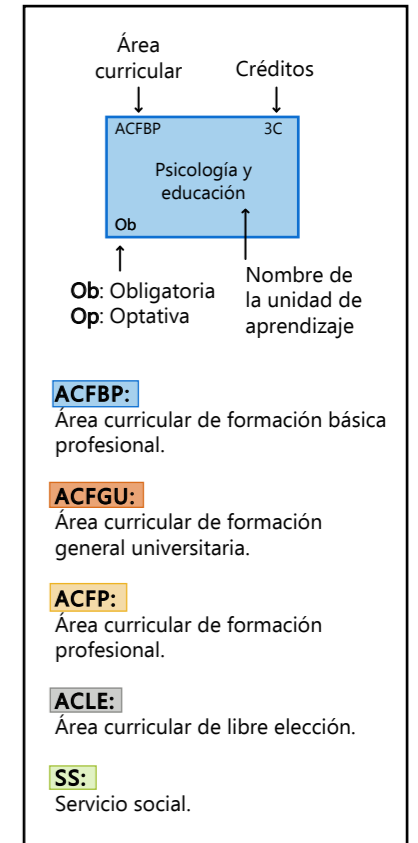 Área
curricular
Créditos
ACFBP 3C
Psicología y
educación
Ob
Ob: Obligatoria
Op: Optativa
Nombre de
la unidad de
aprendizaje
ACFBP:
Área curricular de formación básica
profesional.
ACFGU:
Área curricular de formación
general universitaria.
ACFP:
Área curricular de formación
profesional.
ACLE:
Área curricular de libre elección.
SS:
Servicio social.